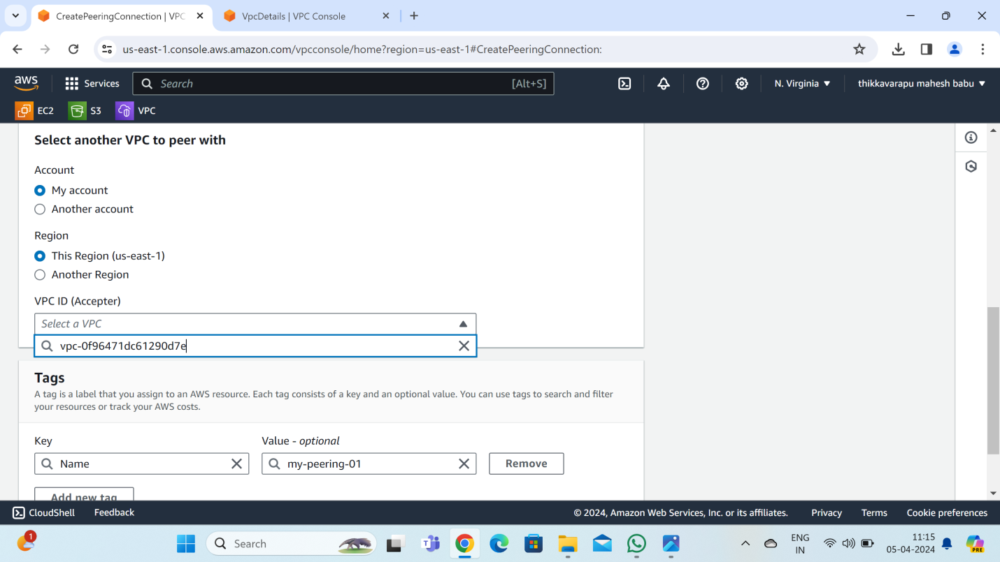 CreatePeeringConnection | VPC
VpcDetails | VPC Console
us-east-1.console.aws.amazon.com/vpcconsole/home?region=us-east-1#CreatePeeringConnection:
aws
Services
Search
[Alt+S]
N. Virginia
thikkavarapu mahesh babu
EC2
S3
VPC
Select another VPC to peer with
Account
My account
Another account
Region
This Region (us-east-1)
Another Region
VPC ID (Accepter)
Select a VPC
vpc-0f96471dc61290d7e
Tags
A tag is a label that you assign to an AWS resource. Each tag consists of a key and an optional value. You can use tags to search and filter
your resources or track your AWS costs.
Key
Value - optional
Name
my-peering-01
Remove
Add new tag
CloudShell
Feedback
© 2024, Amazon Web Services, Inc. or its affiliates.
Privacy
Terms
Cookie preferences
1
Search
ENG
IN
11:15
05-04-2024
PRE